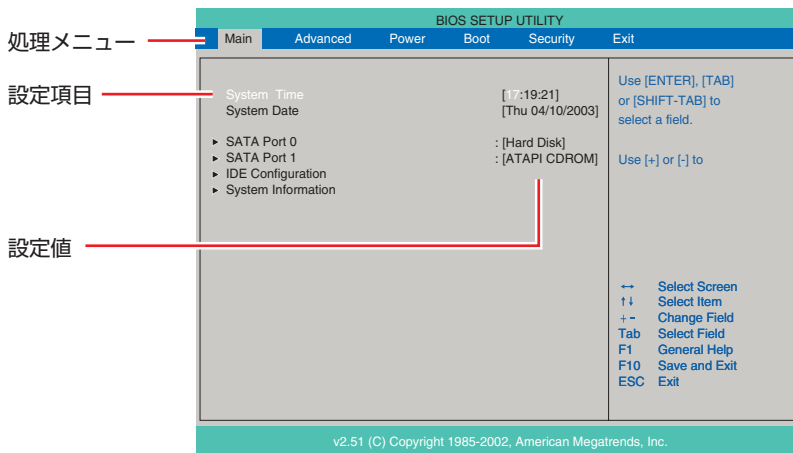 BIOS SETUP UTILITY
Main Advanced Power Boot Security Exit
処理メニュー
設定項目
設定値
System Time [17:19:21]
System Date [Thu 04/10/2003]
SATA Port 0 : [Hard Disk]
SATA Port 1 : [ATAPI CDROM]
IDE Configuration
System Information
Use [ENTER], [TAB]
or [SHIFT-TAB] to
select a field.
Use [+] or [-] to
↔ Select Screen
↑↓ Select Item
+ - Change Field
Tab Select Field
F1 General Help
F10 Save and Exit
ESC Exit
v2.51 (C) Copyright 1985-2002, American Megatrends, Inc.